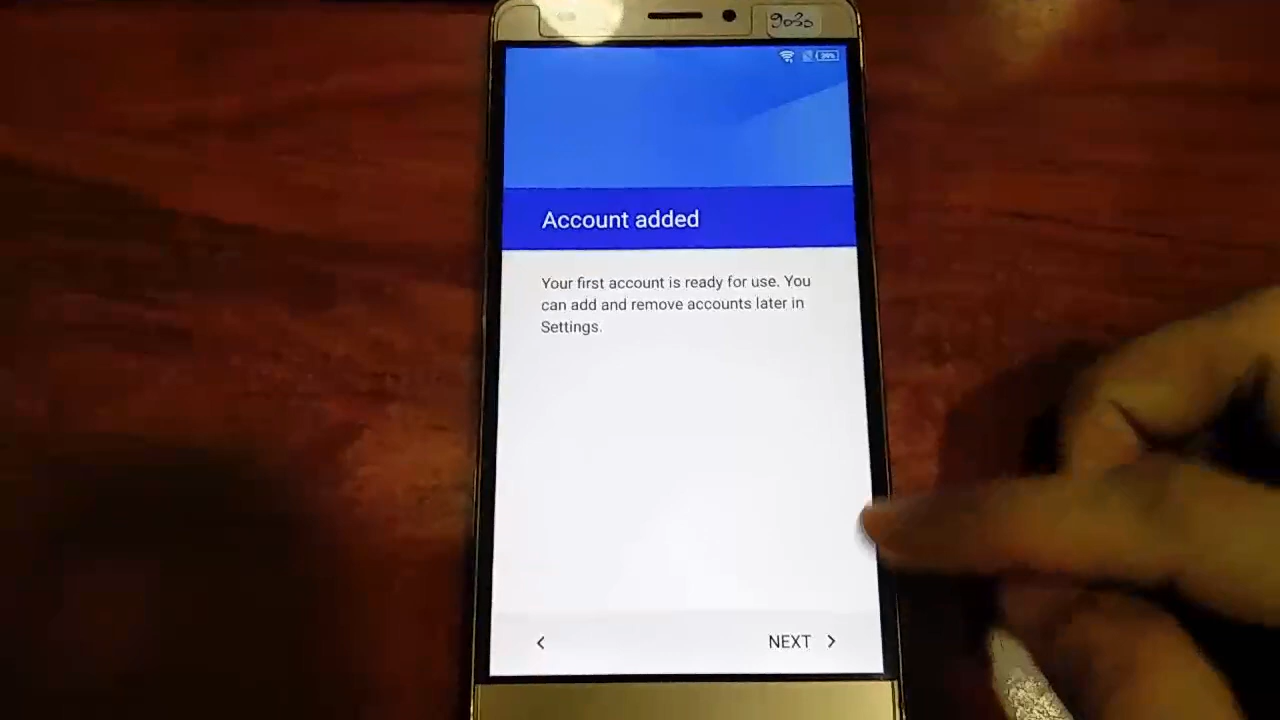 9030
Account added
Your first account is ready for use. You
can add and remove accounts later in
Settings.
NEXT